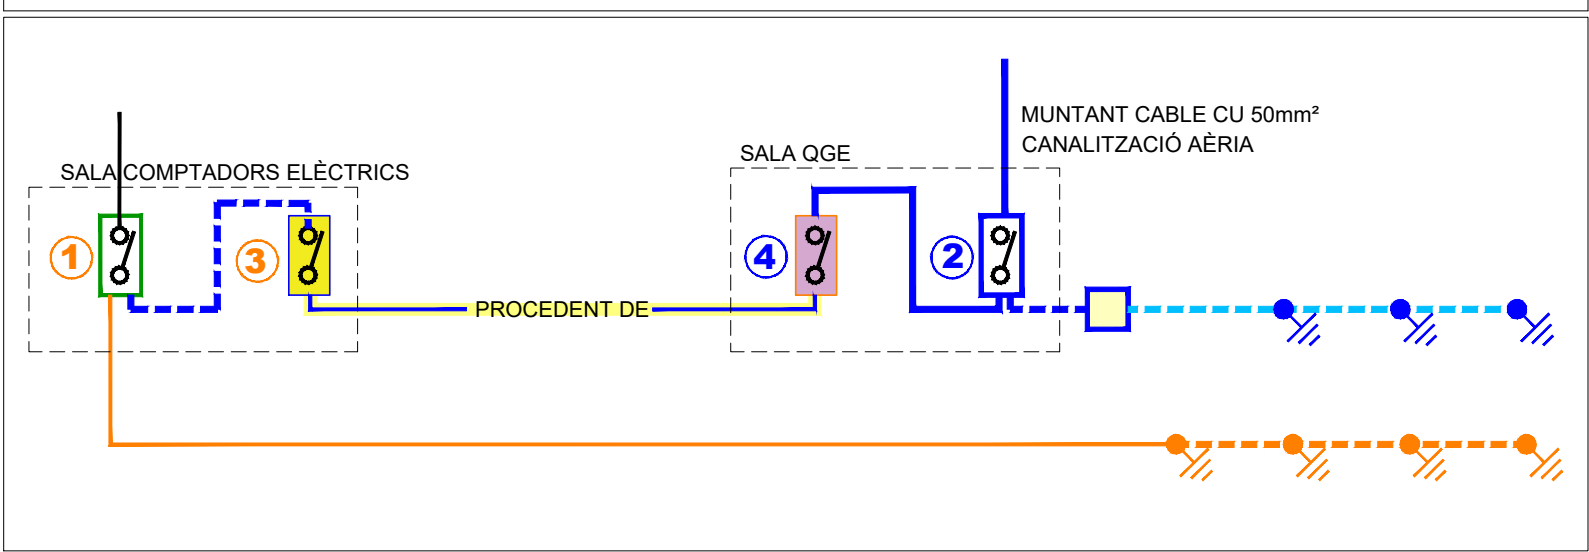 MUNTANT CABLE CU 50mm²
CANALITZACIÓ AÈRIA
SALA QGE
SALA COMPTADORS ELÈCTRICS
1
3
4
2
PROCEDENT DE